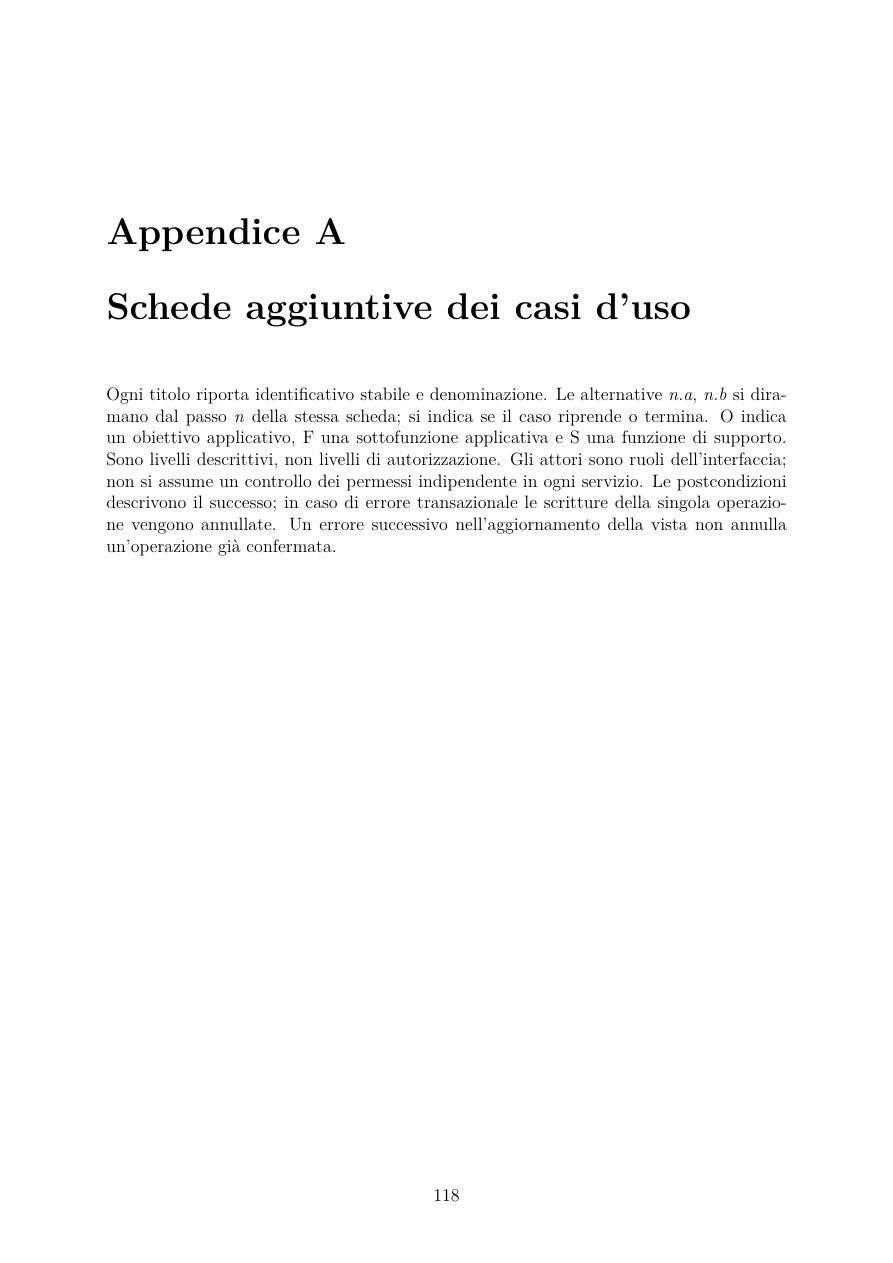 Appendice A
Schede aggiuntive dei casi d'uso
Ogni titolo riporta identificativo stabile e denominazione. Le alternative n.a, n.b si dira-
mano dal passo n della stessa scheda; si indica se il caso riprende o termina. O indica
un obiettivo applicativo, F una sottofunzione applicativa e S una funzione di supporto.
Sono livelli descrittivi, non livelli di autorizzazione. Gli attori sono ruoli dell'interfaccia;
non si assume un controllo dei permessi indipendente in ogni servizio. Le postcondizioni
descrivono il successo; in caso di errore transazionale le scritture della singola operazio-
ne vengono annullate. Un errore successivo nell'aggiornamento della vista non annulla
un'operazione già confermata.
118